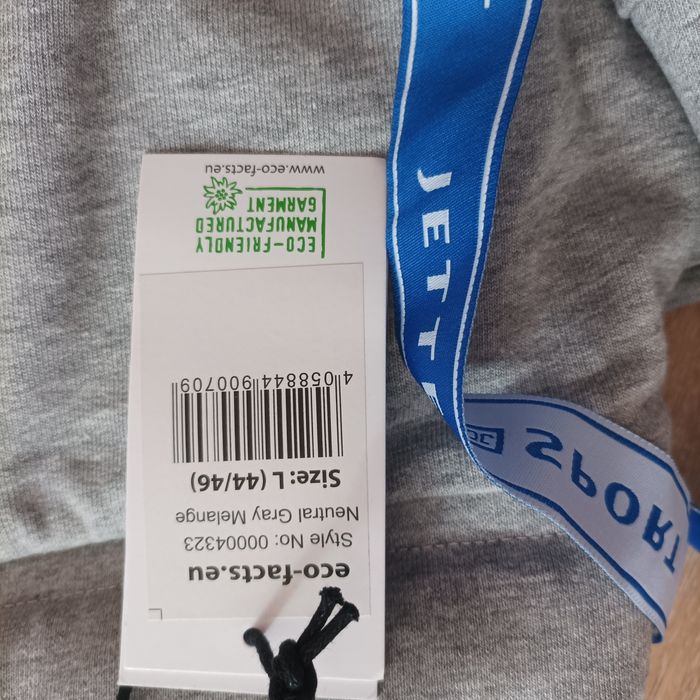 eco-facts.eu
Style No: 00004323
Neutral Gray Melange
Size: L (44/46)
4 058844 900709
ECO-FRIENDLY
MANUFACTURED
GARMENT
www.eco-facts.eu
JETTE
SPORT